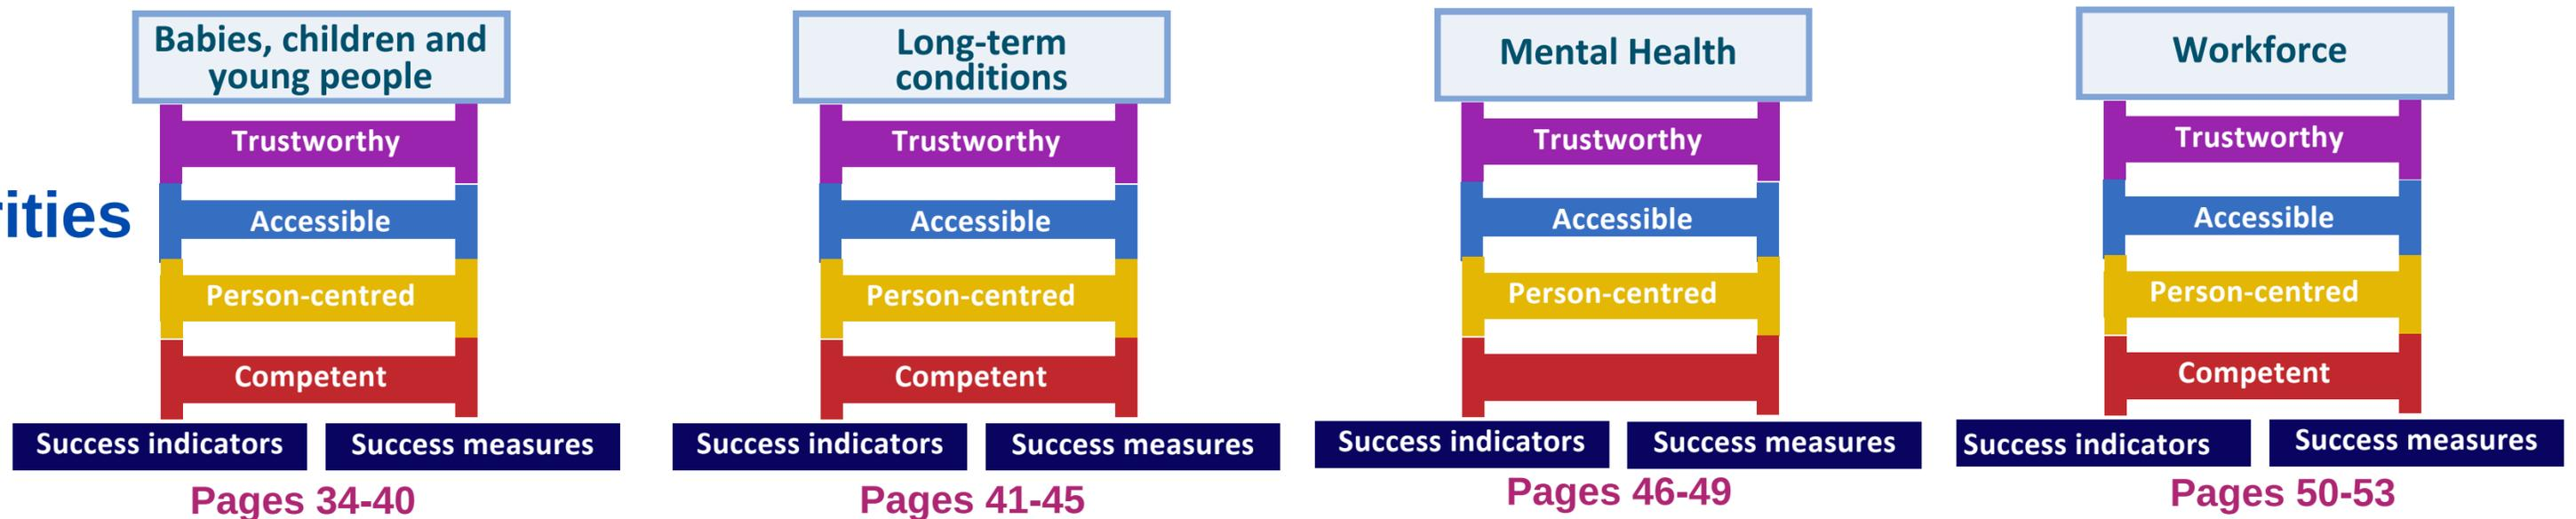 Babies, children and
young people
Trustworthy
Accessible
Person-centred
Competent
Success indicators
Success measures
Pages 34-40
Long-term
conditions
Trustworthy
Accessible
Person-centred
Competent
Success indicators
Success measures
Pages 41-45
Mental Health
Trustworthy
Accessible
Person-centred
Success indicators
Success measures
Pages 46-49
Workforce
Trustworthy
Accessible
Person-centred
Competent
Success indicators
Success measures
Pages 50-53